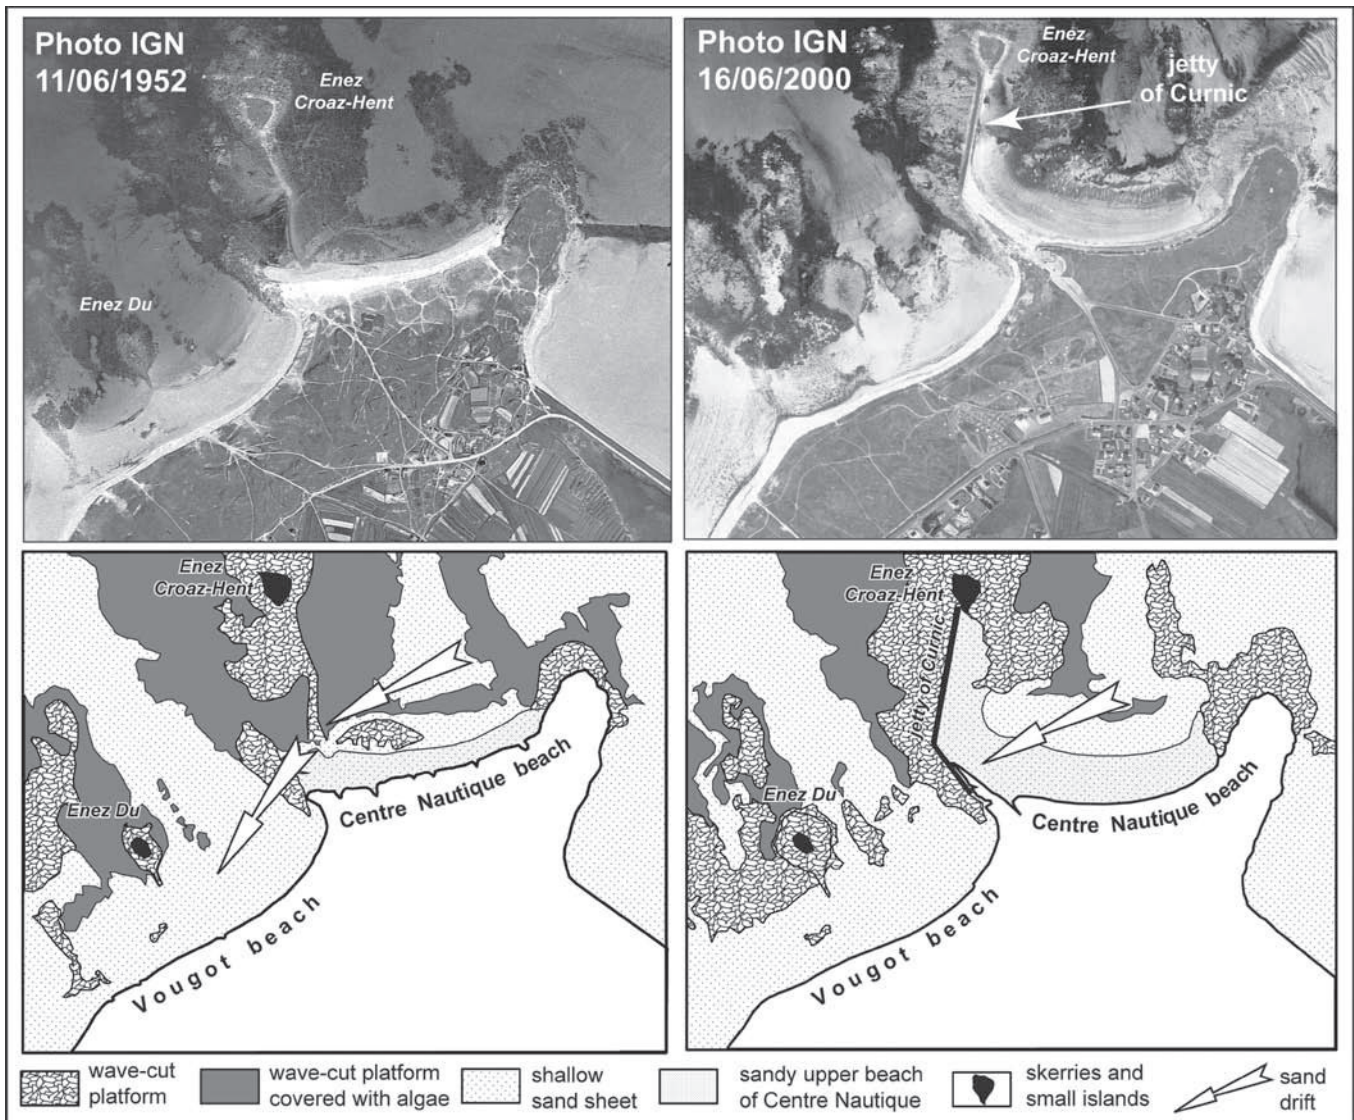 Photo IGN
11/06/1952
Enez
Croaz-Hent
Enez Du
Photo IGN
16/06/2000
Enez
Croaz-Hent
jetty
of Curnic
Enez
Croaz-Hent
Enez Du
Centre Nautique beach
Vougot beach
Enez
Croaz-Hent
jetty of Curnic
Enez Du
Centre Nautique beach
Vougot beach
wave-cut
platform
wave-cut platform
covered with algae
shallow
sand sheet
sandy upper beach
of Centre Nautique
skerries and
small islands
sand
drift